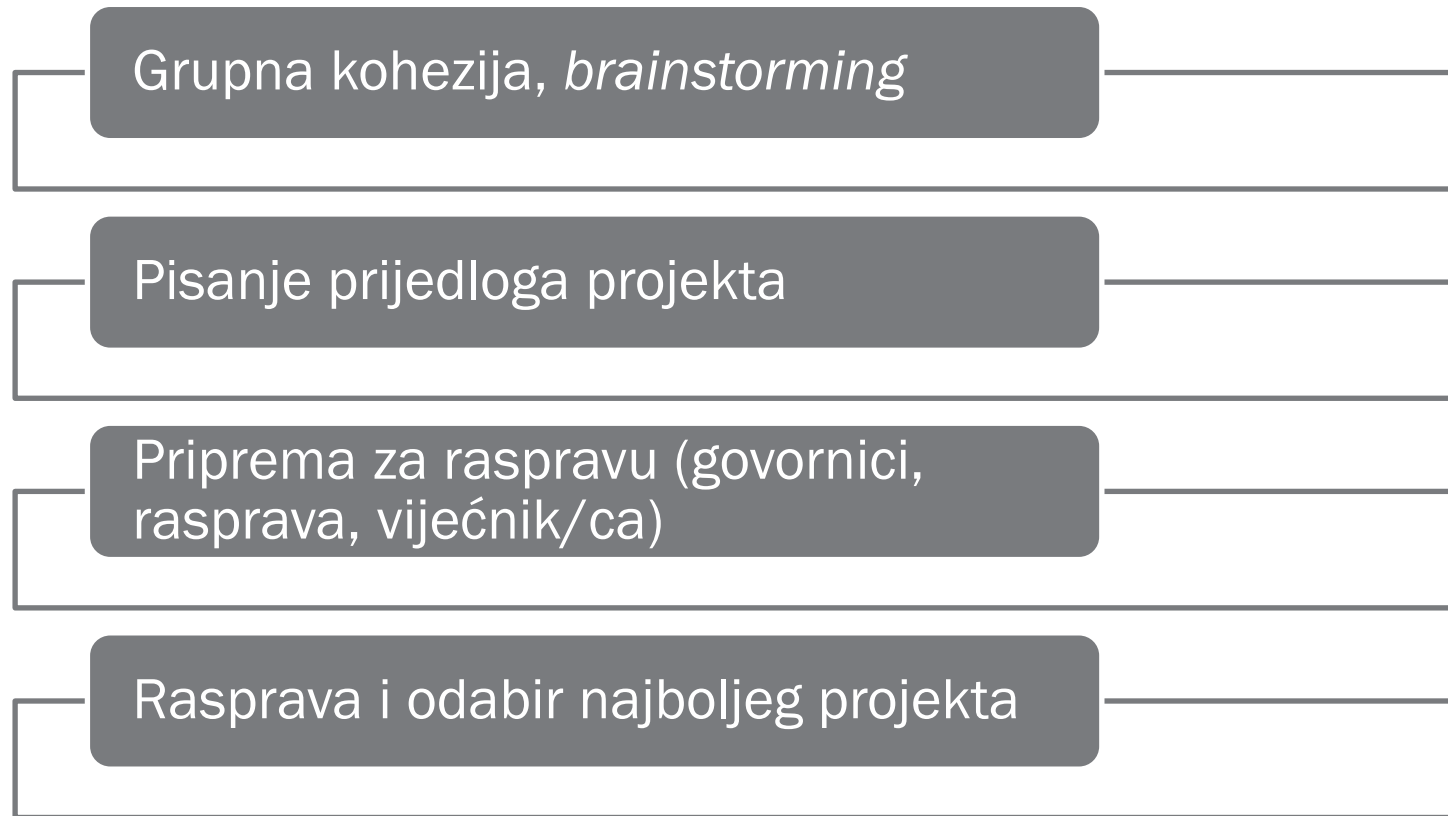 Grupna kohezija, brainstorming
Pisanje prijedloga projekta
Priprema za raspravu (govornici,
rasprava, vijećnik/ca)
Rasprava i odabir najboljeg projekta